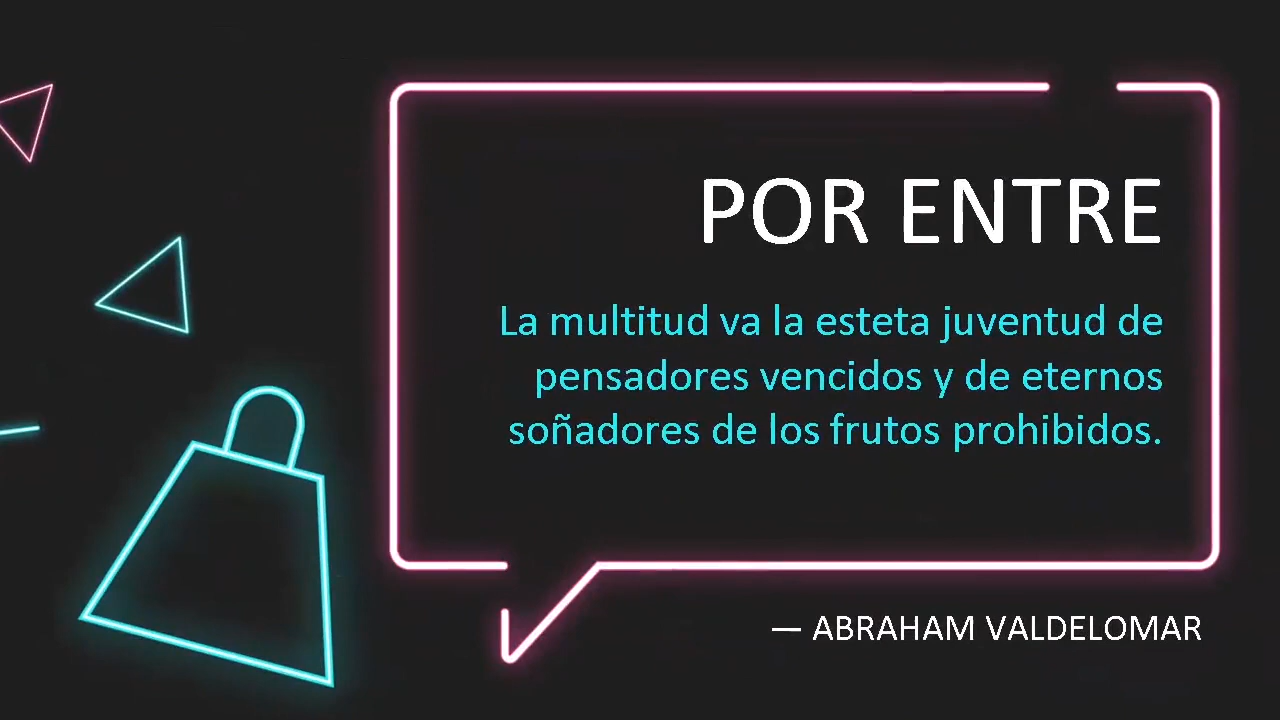 POR ENTRE
La multitud va la esteta juventud de
pensadores vencidos y de eternos
soñadores de los frutos prohibidos.
— ABRAHAM VALDELOMAR